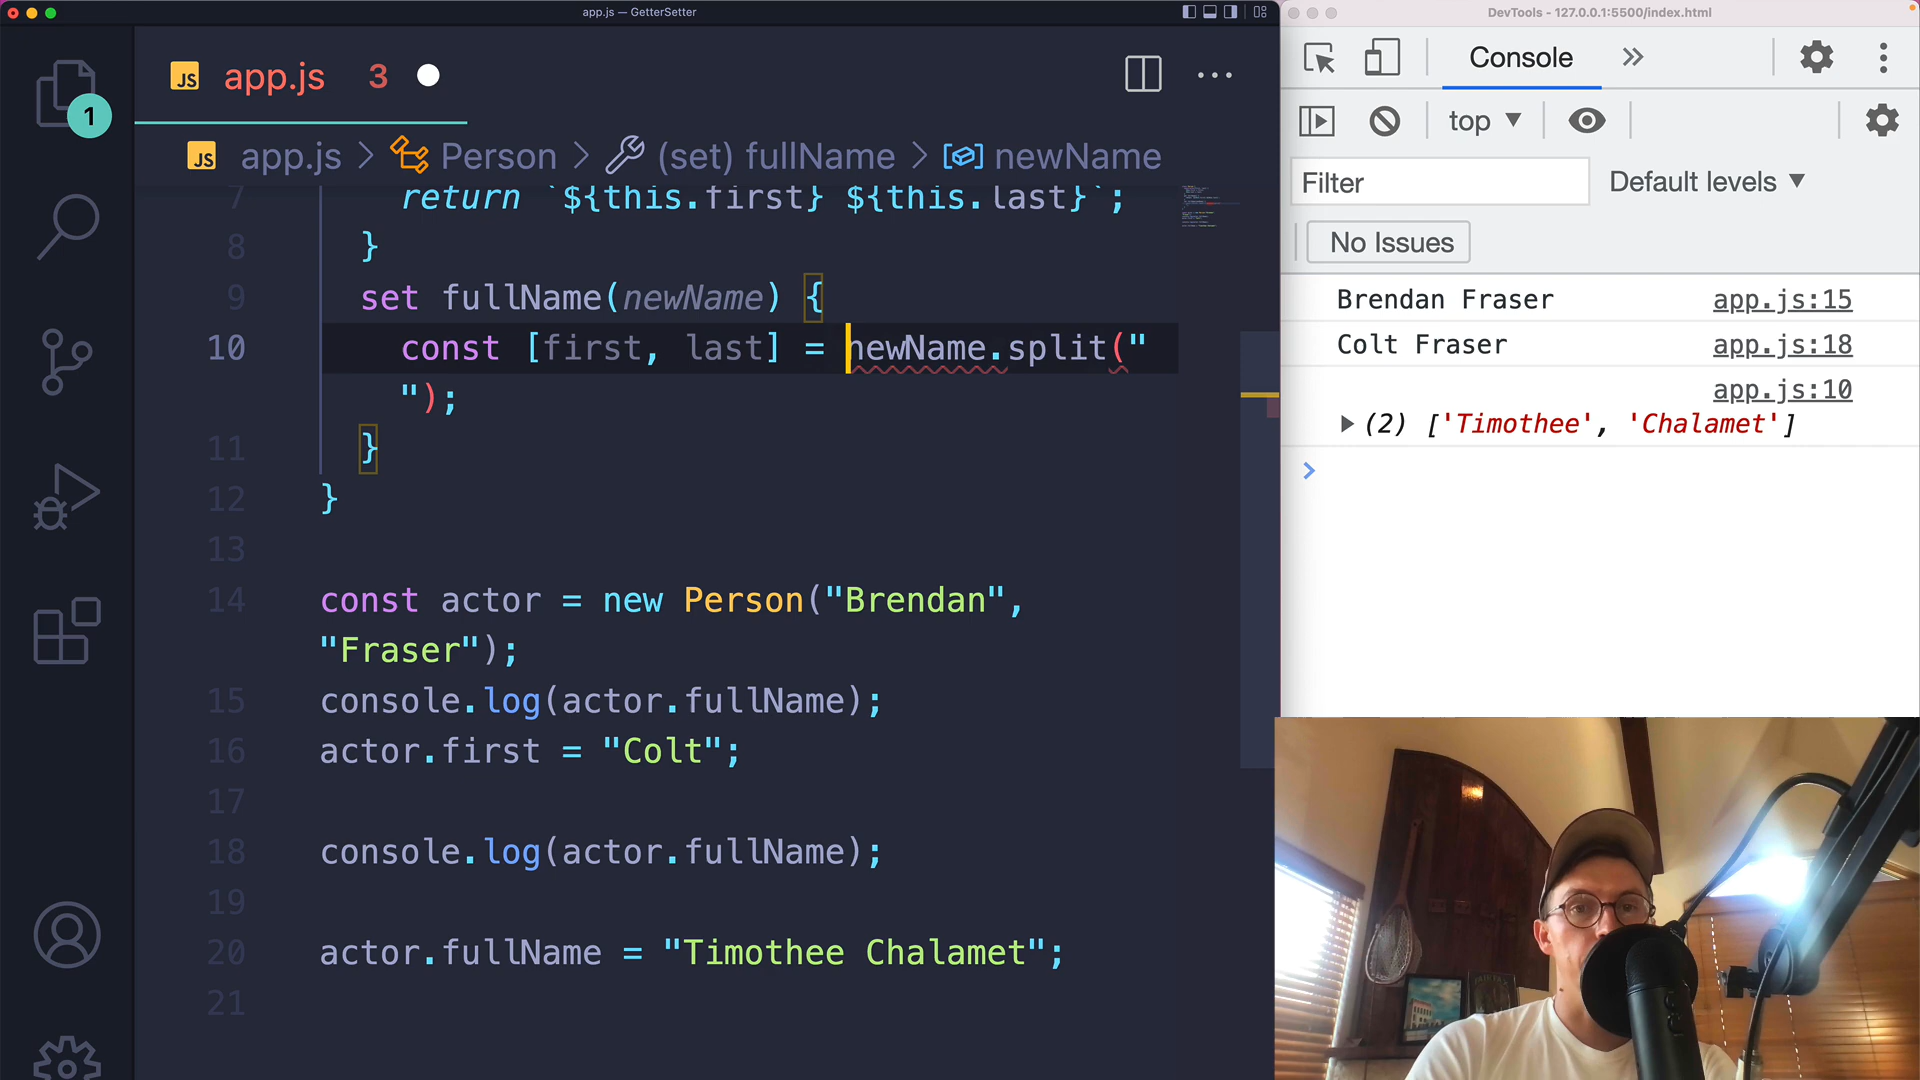 app.js — GetterSetter
JS app.js 3
1
JS app.js > Person > (set) fullName > newName
7 return `${this.first} ${this.last}`;
8 }
9 set fullName(newName) {
10 const [first, last] = newName.split("
");
11 }
12 }
13
14 const actor = new Person("Brendan",
"Fraser");
15 console.log(actor.fullName);
16 actor.first = "Colt";
17
18 console.log(actor.fullName);
19
20 actor.fullName = "Timothee Chalamet";
21
DevTools - 127.0.0.1:5500/index.html
Console
top
Filter
Default levels
No Issues
Brendan Fraser app.js:15
Colt Fraser app.js:18
app.js:10
(2) ['Timothee', 'Chalamet']